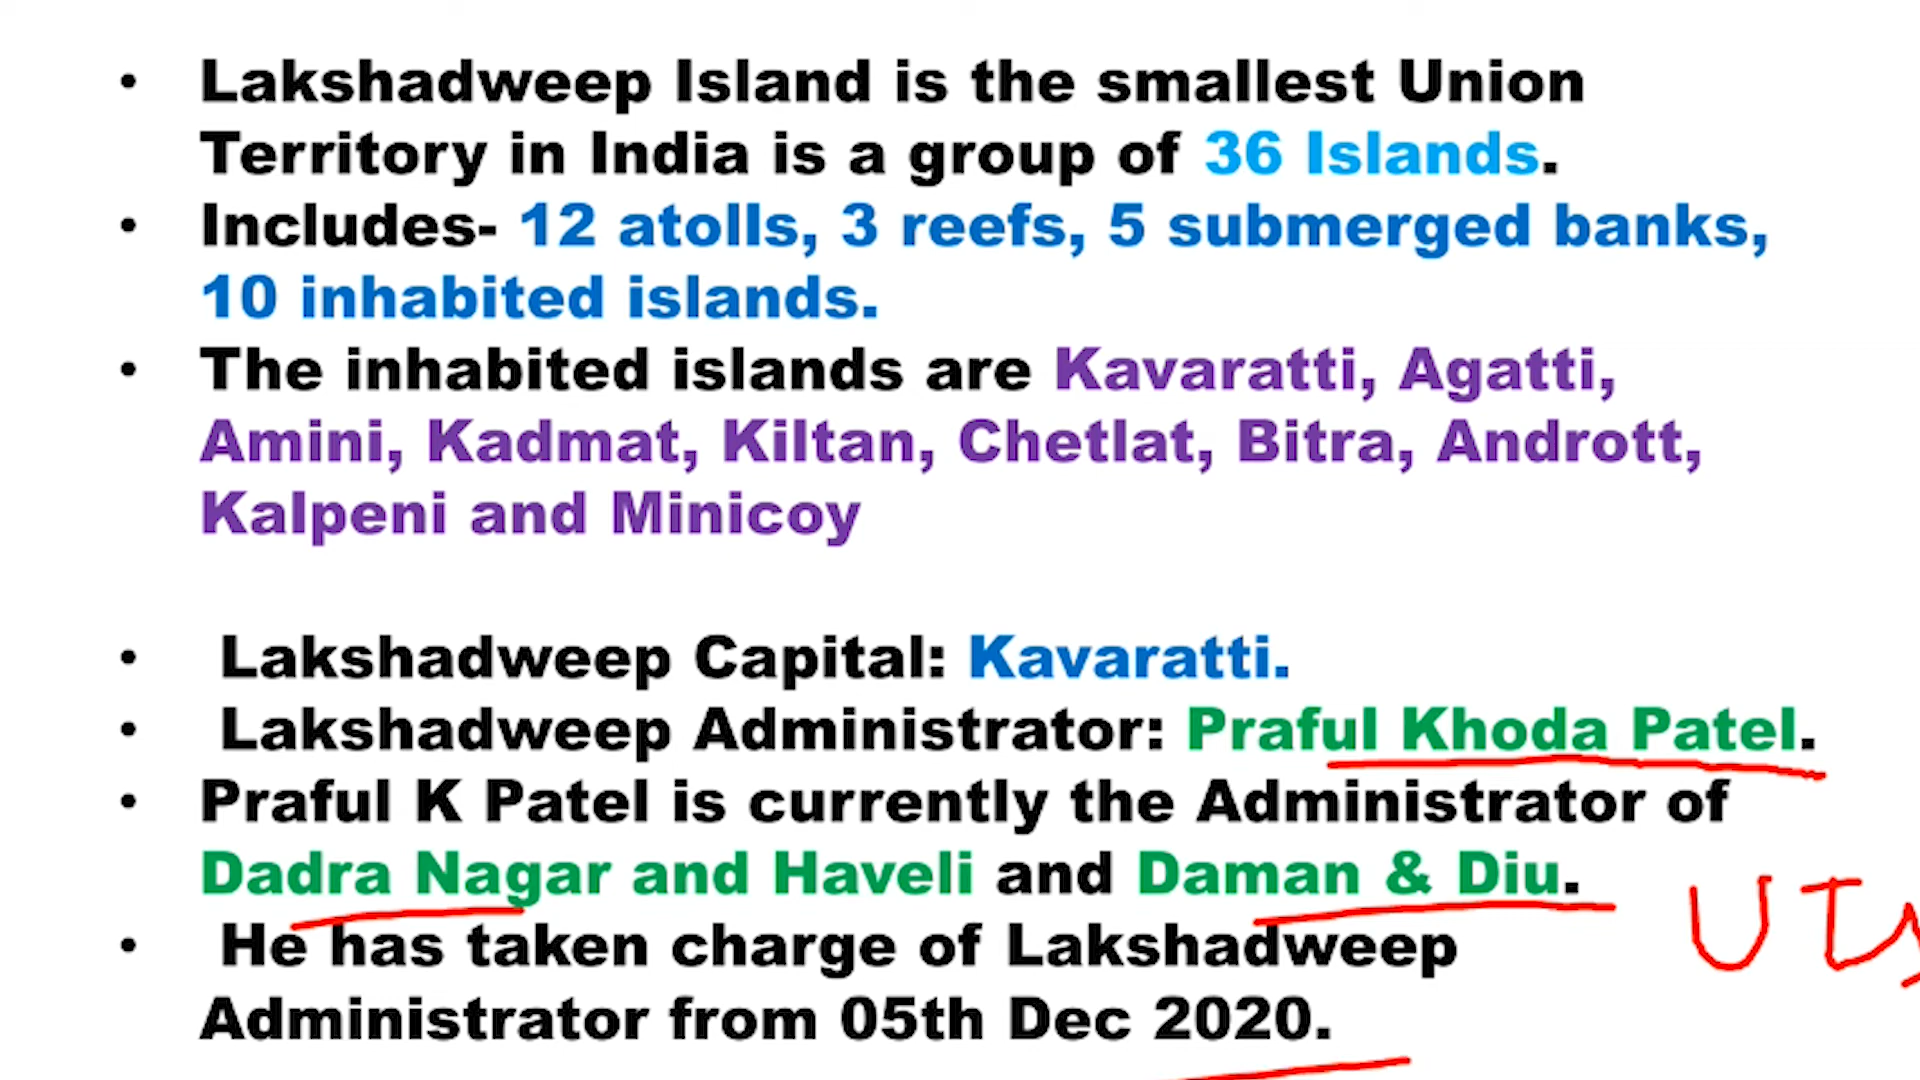 • Lakshadweep Island is the smallest Union
Territory in India is a group of 36 Islands.
• Includes- 12 atolls, 3 reefs, 5 submerged banks,
10 inhabited islands.
• The inhabited islands are Kavaratti, Agatti,
Amini, Kadmat, Kiltan, Chetlat, Bitra, Andrott,
Kalpeni and Minicoy
• Lakshadweep Capital: Kavaratti.
• Lakshadweep Administrator: Praful Khoda Patel.
• Praful K Patel is currently the Administrator of
Dadra Nagar and Haveli and Daman & Diu.
UTs
• He has taken charge of Lakshadweep
Administrator from 05th Dec 2020.